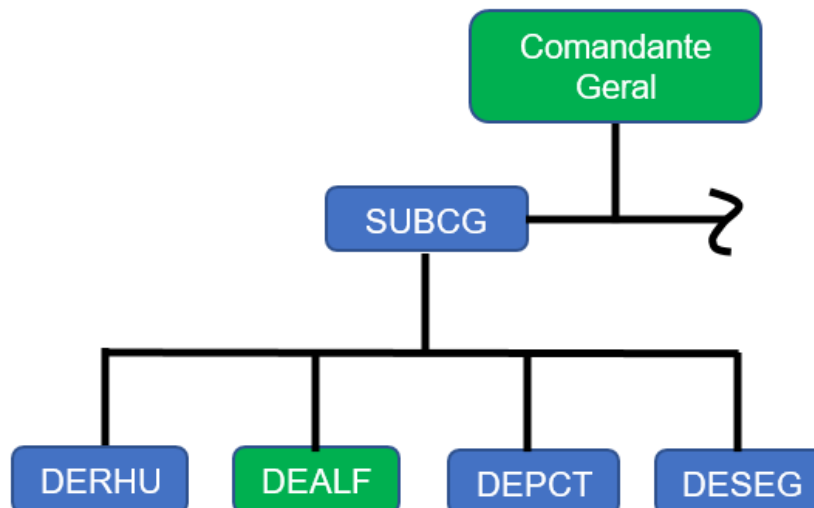 Comandante
Geral
SUBCG
DERHU
DEALF
DEPCT
DESEG